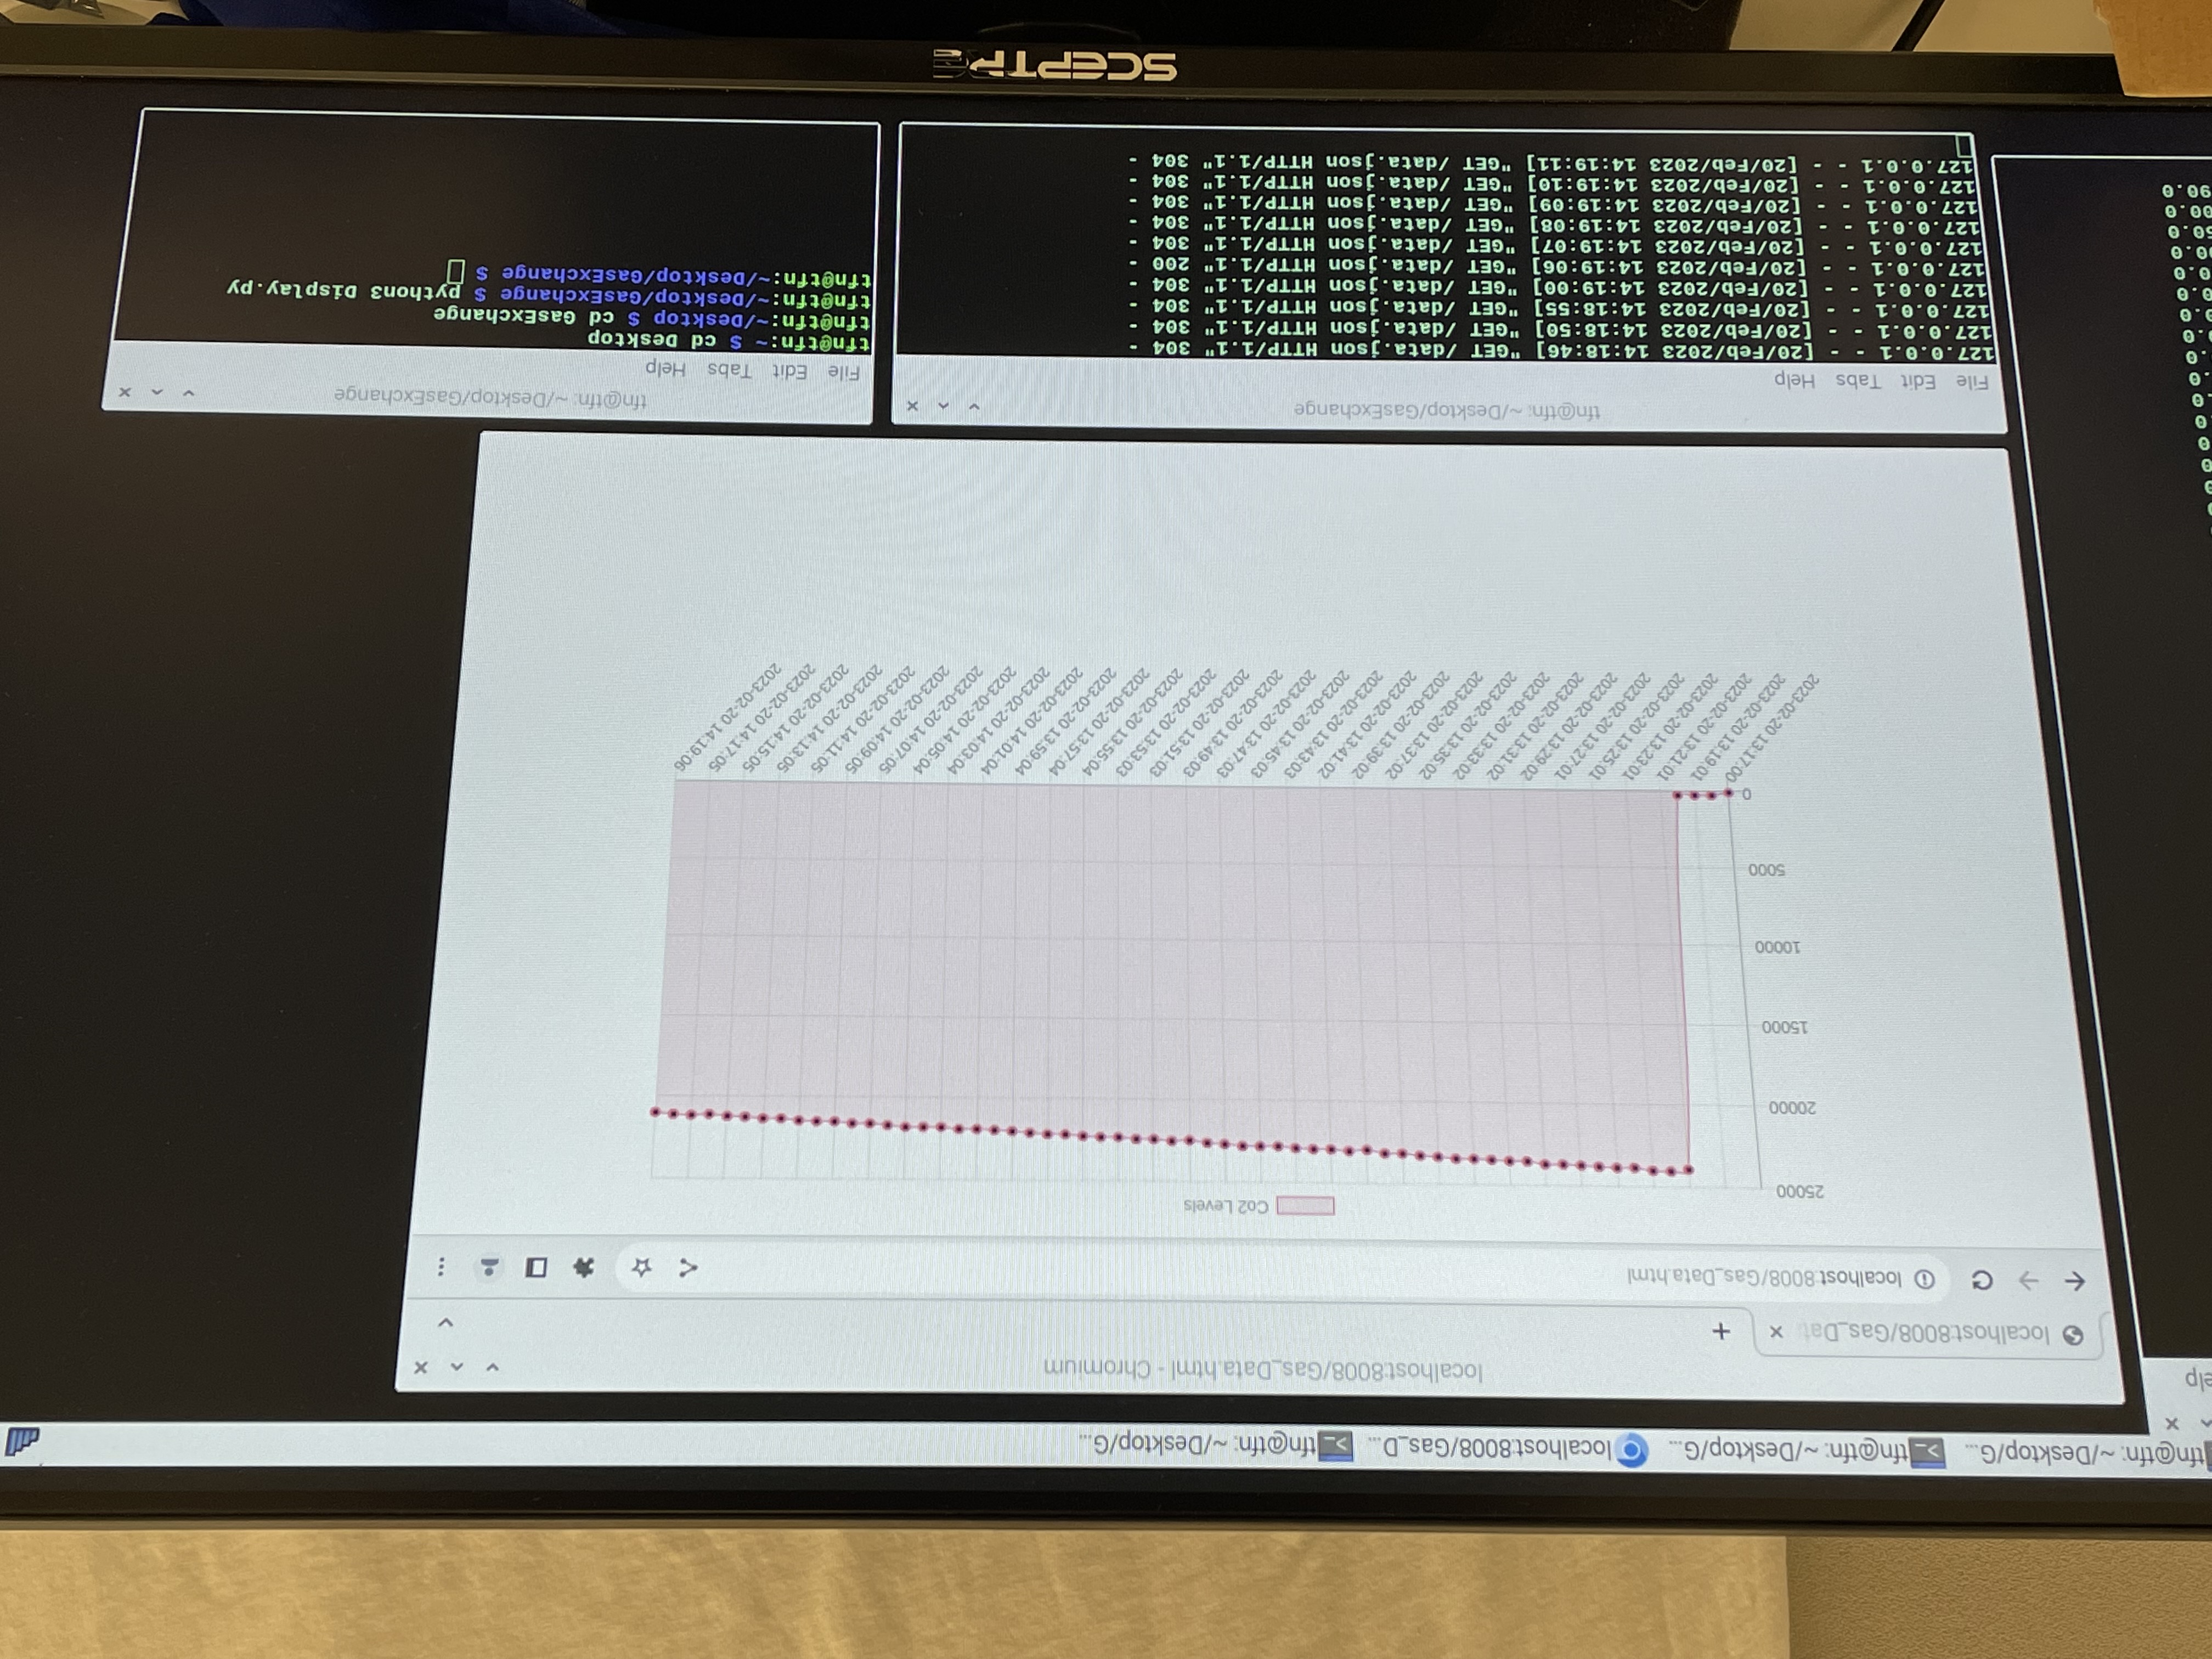 tfn@tfn: ~/Desktop/G... tfn@tfn: ~/Desktop/G... localhost:8008/Gas_D... tfn@tfn: ~/Desktop/G...
elp
localhost:8008/Gas_Data.html - Chromium
localhost:8008/Gas_Dat
localhost:8008/Gas_Data.html
Co2 Levels
25000
20000
15000
10000
5000
0
2023-02-20 13:17:00
2023-02-20 13:19:01
2023-02-20 13:21:01
2023-02-20 13:23:01
2023-02-20 13:25:01
2023-02-20 13:27:01
2023-02-20 13:29:02
2023-02-20 13:31:02
2023-02-20 13:33:02
2023-02-20 13:35:02
2023-02-20 13:37:02
2023-02-20 13:39:02
2023-02-20 13:41:02
2023-02-20 13:43:03
2023-02-20 13:45:03
2023-02-20 13:47:03
2023-02-20 13:49:03
2023-02-20 13:51:03
2023-02-20 13:53:03
2023-02-20 13:55:04
2023-02-20 13:57:04
2023-02-20 13:59:04
2023-02-20 14:01:04
2023-02-20 14:03:04
2023-02-20 14:05:04
2023-02-20 14:07:05
2023-02-20 14:09:05
2023-02-20 14:11:05
2023-02-20 14:13:05
2023-02-20 14:15:05
2023-02-20 14:17:05
2023-02-20 14:19:06
0
0
0
0
.0
.0
.0
.0
.0
0.0
0.0
0.0
50.0
00.0
90.0
tfn@tfn: ~/Desktop/GasExchange
File Edit Tabs Help
127.0.0.1 - - [20/Feb/2023 14:18:46] "GET /data.json HTTP/1.1" 304 -
127.0.0.1 - - [20/Feb/2023 14:18:50] "GET /data.json HTTP/1.1" 304 -
127.0.0.1 - - [20/Feb/2023 14:18:55] "GET /data.json HTTP/1.1" 304 -
127.0.0.1 - - [20/Feb/2023 14:19:00] "GET /data.json HTTP/1.1" 304 -
127.0.0.1 - - [20/Feb/2023 14:19:06] "GET /data.json HTTP/1.1" 200 -
127.0.0.1 - - [20/Feb/2023 14:19:07] "GET /data.json HTTP/1.1" 304 -
127.0.0.1 - - [20/Feb/2023 14:19:08] "GET /data.json HTTP/1.1" 304 -
127.0.0.1 - - [20/Feb/2023 14:19:09] "GET /data.json HTTP/1.1" 304 -
127.0.0.1 - - [20/Feb/2023 14:19:10] "GET /data.json HTTP/1.1" 304 -
127.0.0.1 - - [20/Feb/2023 14:19:11] "GET /data.json HTTP/1.1" 304 -
tfn@tfn: ~/Desktop/GasExchange
File Edit Tabs Help
tfn@tfn:~ $ cd Desktop
tfn@tfn:~/Desktop $ cd GasExchange
tfn@tfn:~/Desktop/GasExchange $ python3 Display.py
tfn@tfn:~/Desktop/GasExchange $
SCEPTRE